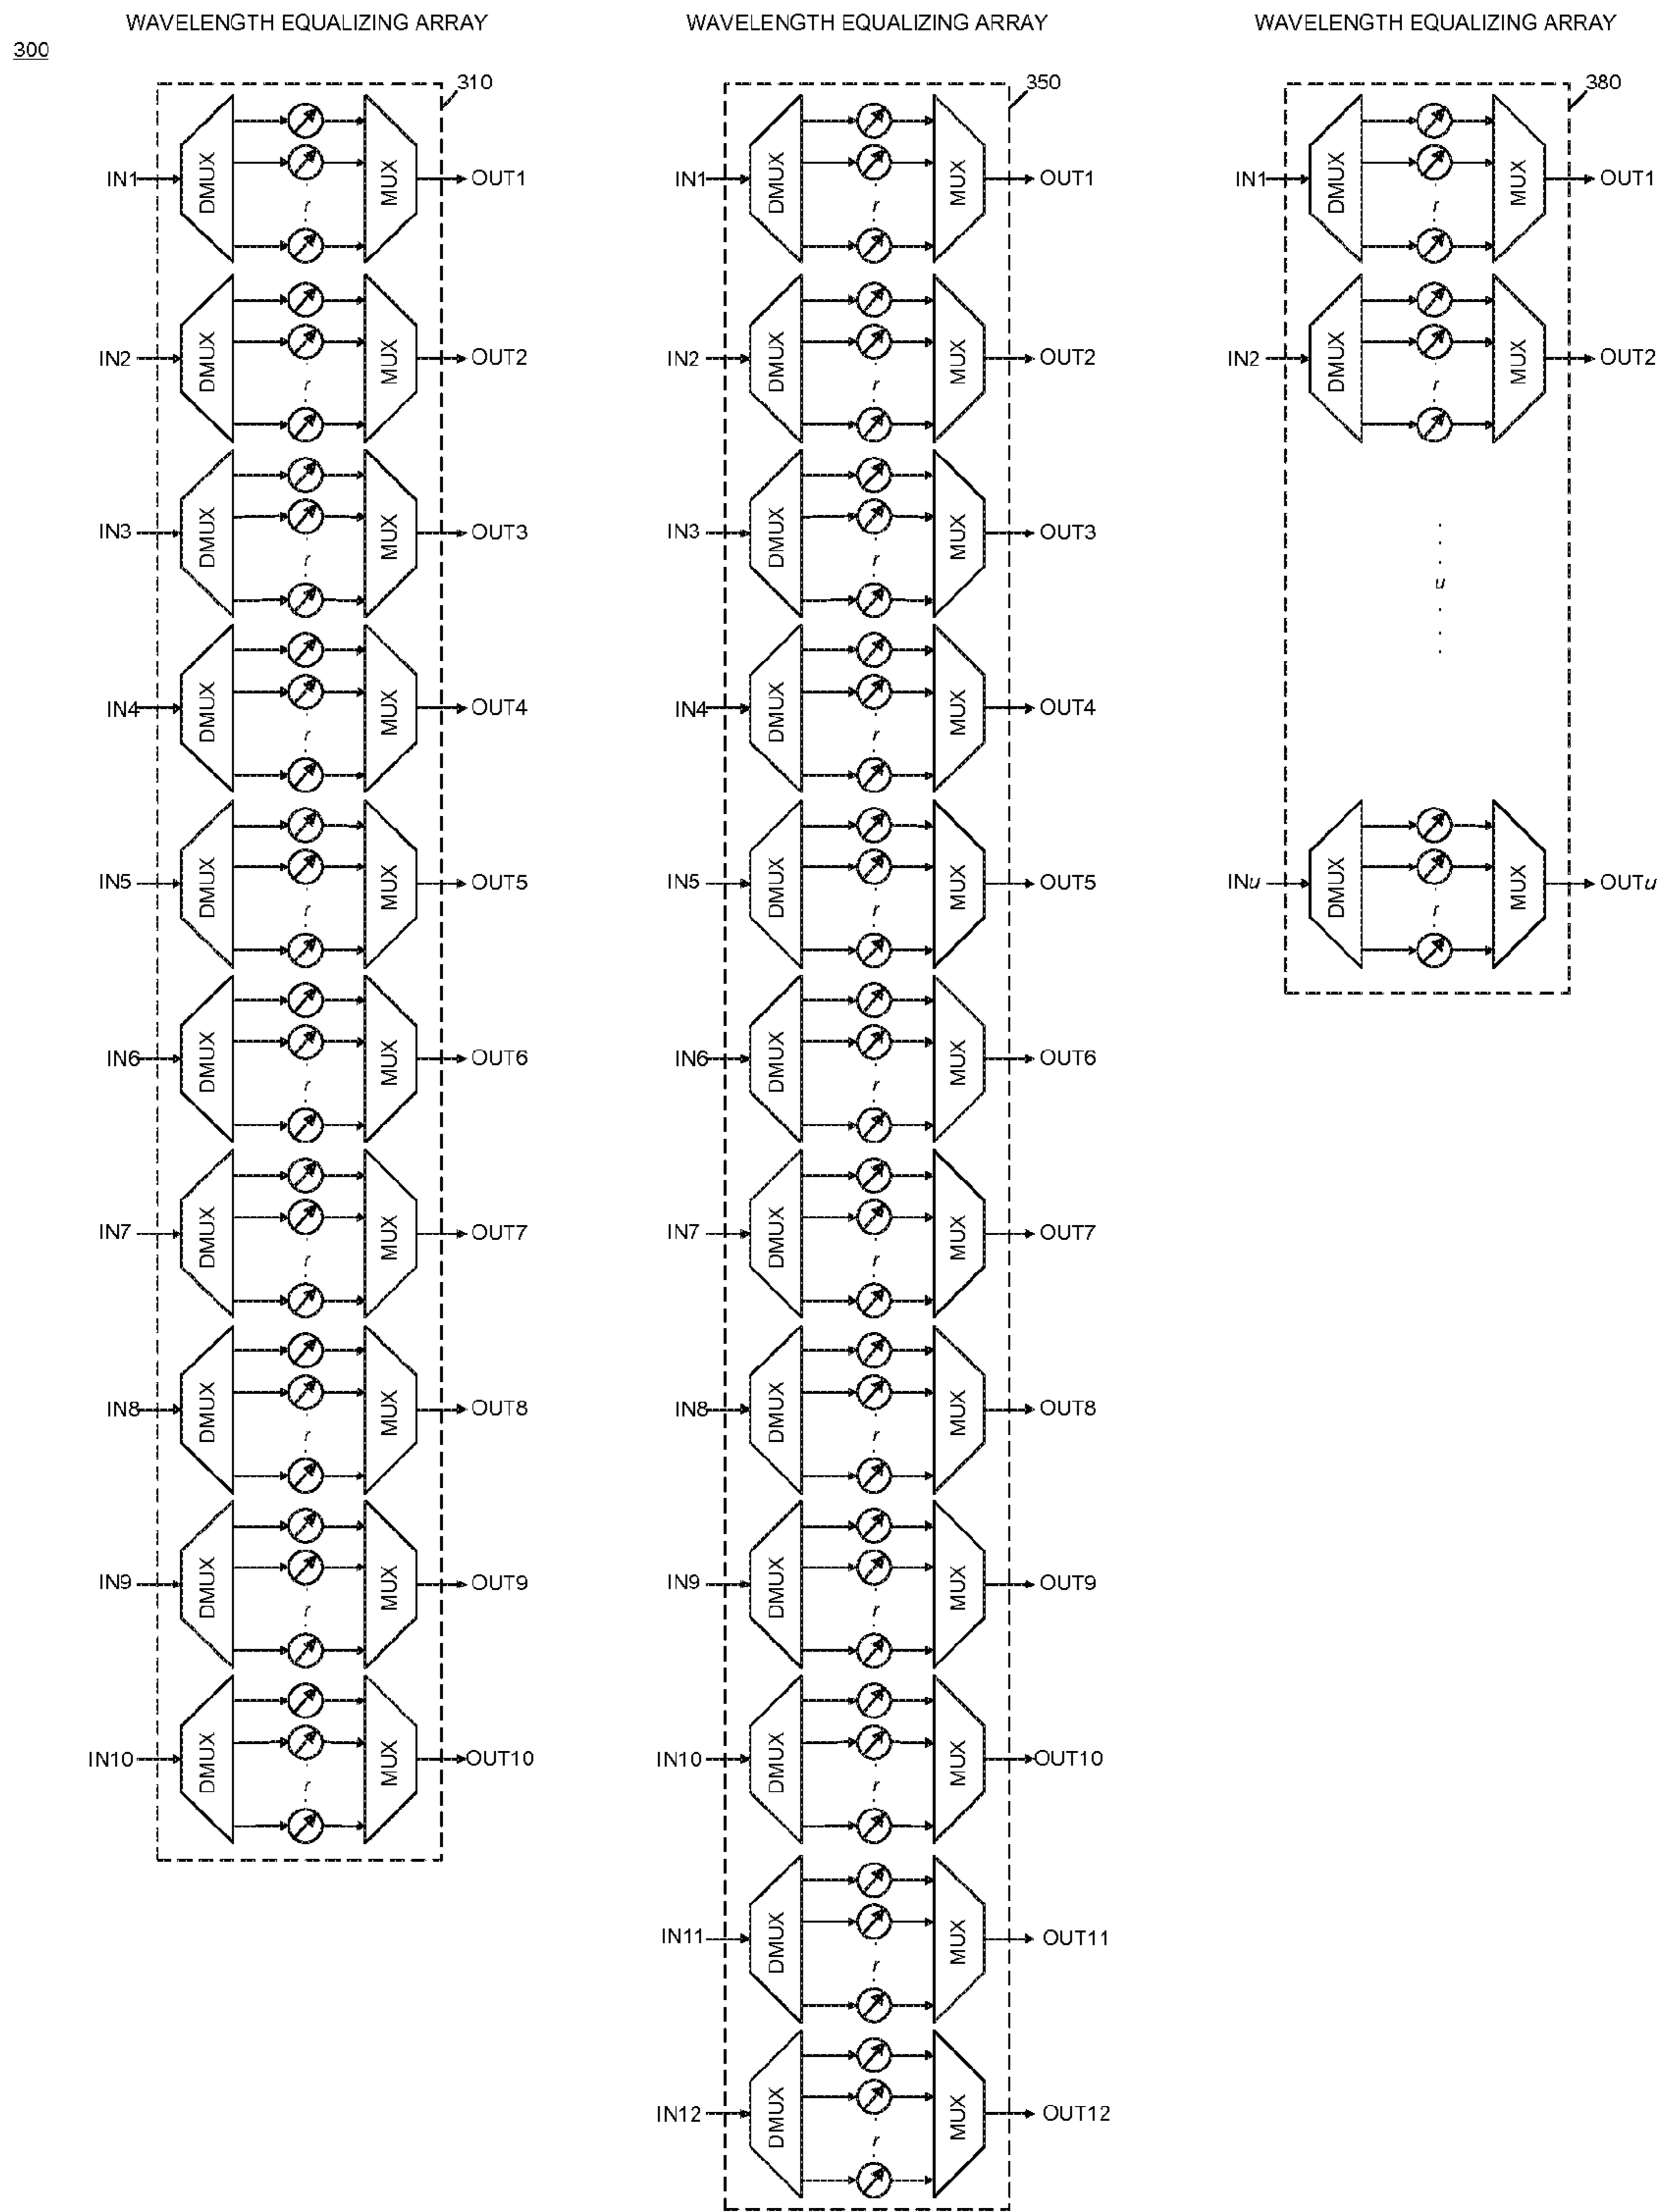 WAVELENGTH EQUALIZING ARRAY
WAVELENGTH EQUALIZING ARRAY
WAVELENGTH EQUALIZING ARRAY
300
310
350
380
IN1 DMUX r MUX OUT1
IN1 DMUX r MUX OUT1
IN1 DMUX r MUX OUT1
IN2 DMUX r MUX OUT2
IN2 DMUX r MUX OUT2
IN2 DMUX r MUX OUT2
IN3 DMUX r MUX OUT3
IN3 DMUX r MUX OUT3
u
IN4 DMUX r MUX OUT4
IN4 DMUX r MUX OUT4
IN5 DMUX r MUX OUT5
IN5 DMUX r MUX OUT5
INu DMUX r MUX OUTu
IN6 DMUX r MUX OUT6
IN6 DMUX r MUX OUT6
IN7 DMUX r MUX OUT7
IN7 DMUX r MUX OUT7
IN8 DMUX r MUX OUT8
IN8 DMUX r MUX OUT8
IN9 DMUX r MUX OUT9
IN9 DMUX r MUX OUT9
IN10 DMUX r MUX OUT10
IN10 DMUX r MUX OUT10
IN11 DMUX r MUX OUT11
IN12 DMUX r MUX OUT12